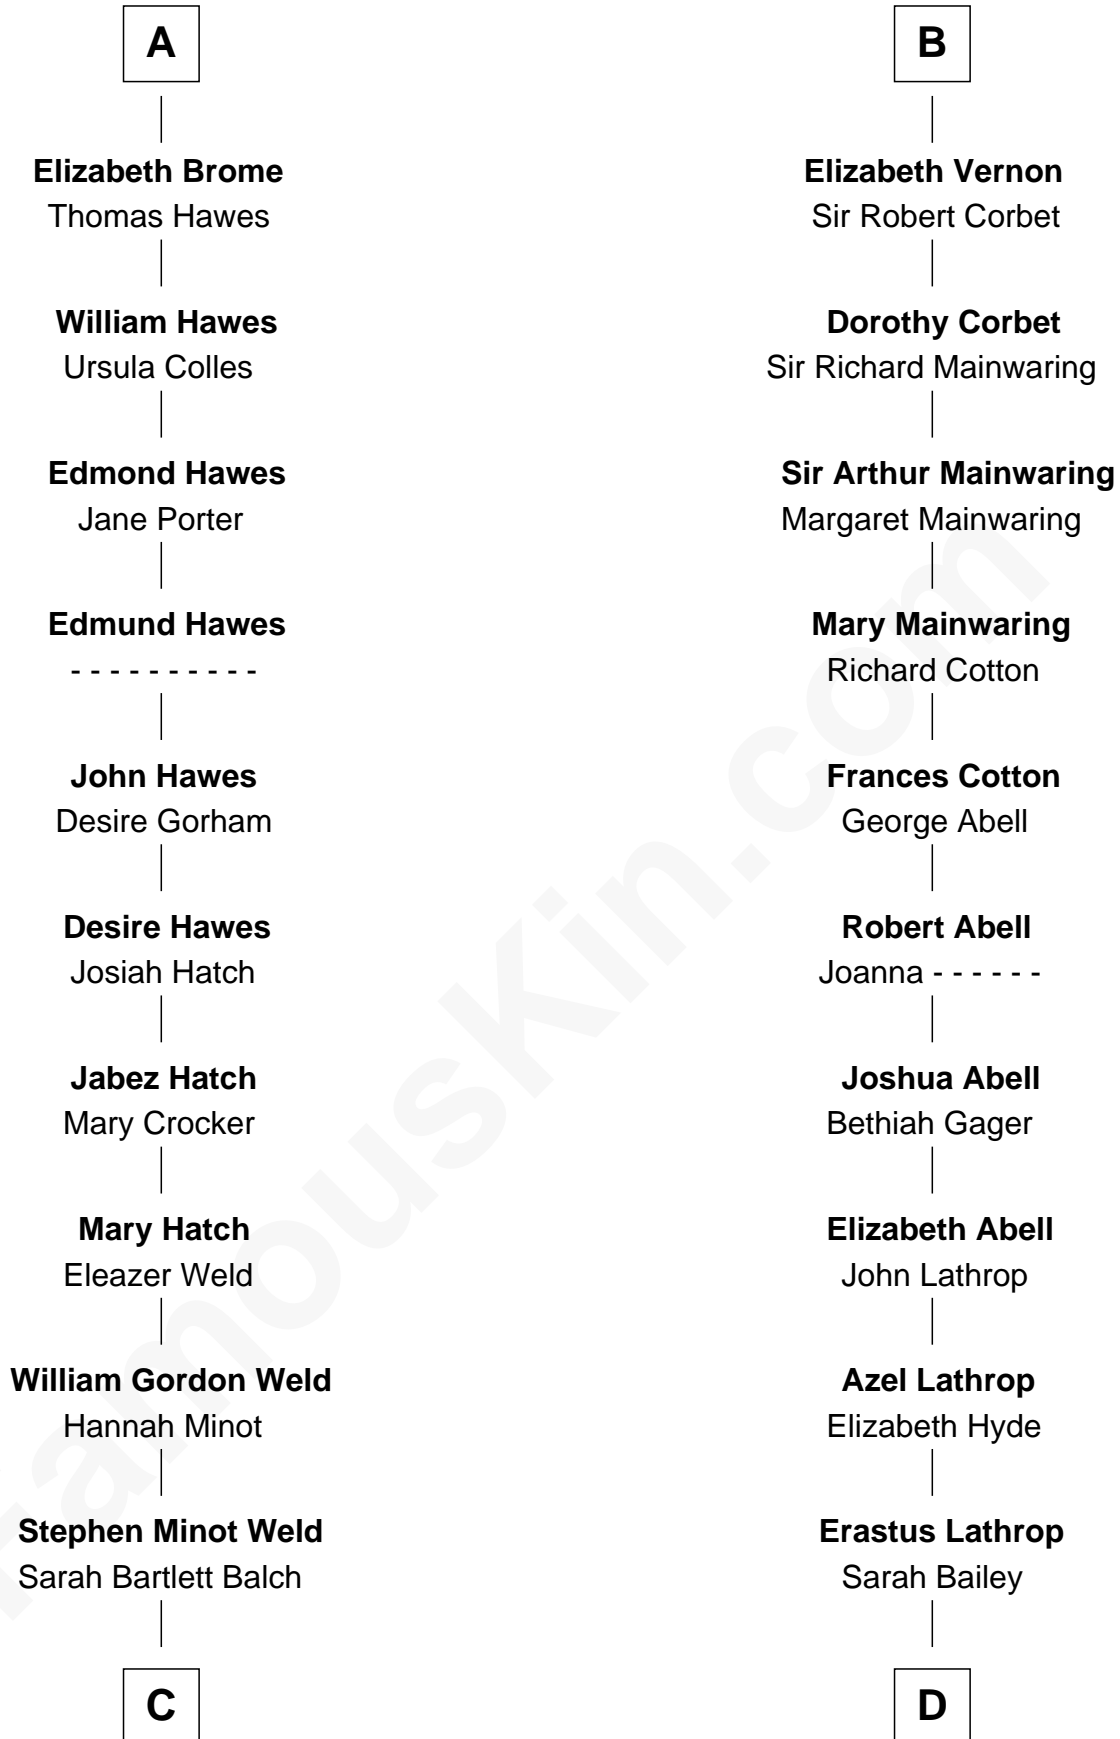 A
Elizabeth Brome
Thomas Hawes
William Hawes
Ursula Colles
Edmond Hawes
Jane Porter
Edmund Hawes
- - - - - - - - - -
John Hawes
Desire Gorham
Desire Hawes
Josiah Hatch
Jabez Hatch
Mary Crocker
Mary Hatch
Eleazer Weld
William Gordon Weld
Hannah Minot
Stephen Minot Weld
Sarah Bartlett Balch
C
B
Elizabeth Vernon
Sir Robert Corbet
Dorothy Corbet
Sir Richard Mainwaring
Sir Arthur Mainwaring
Margaret Mainwaring
Mary Mainwaring
Richard Cotton
Frances Cotton
George Abell
Robert Abell
Joanna - - - - - -
Joshua Abell
Bethiah Gager
Elizabeth Abell
John Lathrop
Azel Lathrop
Elizabeth Hyde
Erastus Lathrop
Sarah Bailey
D
FamousKin.com